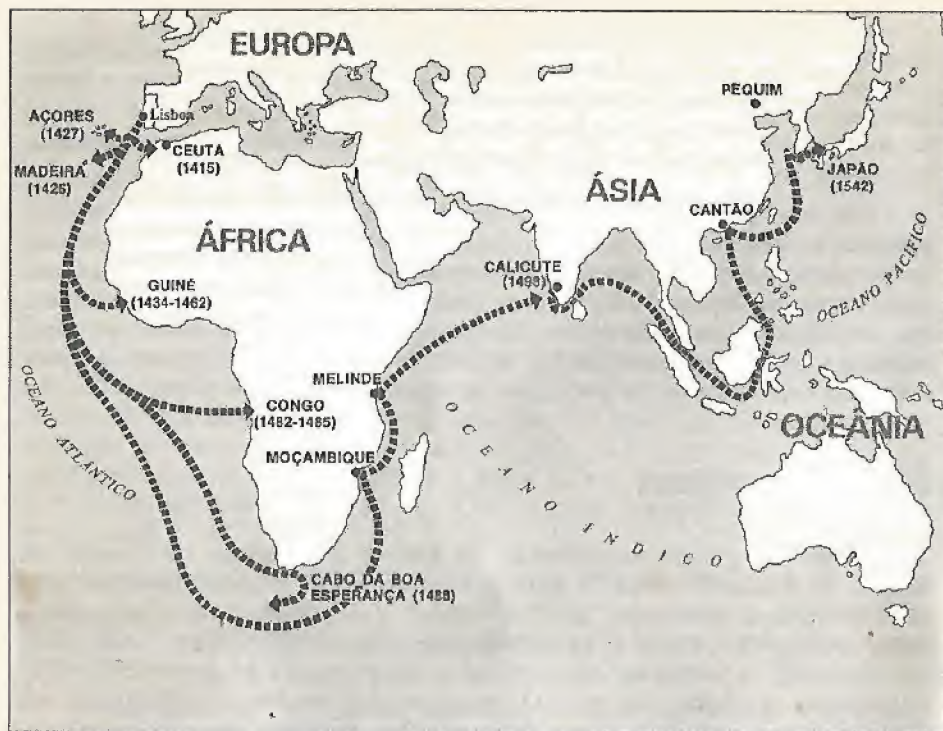 EUROPA
PEQUIM
AÇORES
(1427)
Lisboa
CEUTA
(1415)
MADEIRA
(1425)
JAPÃO
(1542)
ÁSIA
CANTÃO
ÁFRICA
CALICUTE
(1498)
OCEANO PACÍFICO
GUINÉ
(1434-1462)
MELINDE
OCEANO ATLÂNTICO
CONGO
(1482-1485)
OCEANO ÍNDICO
OCEÂNIA
MOÇAMBIQUE
CABO DA BOA
ESPERANÇA (1488)